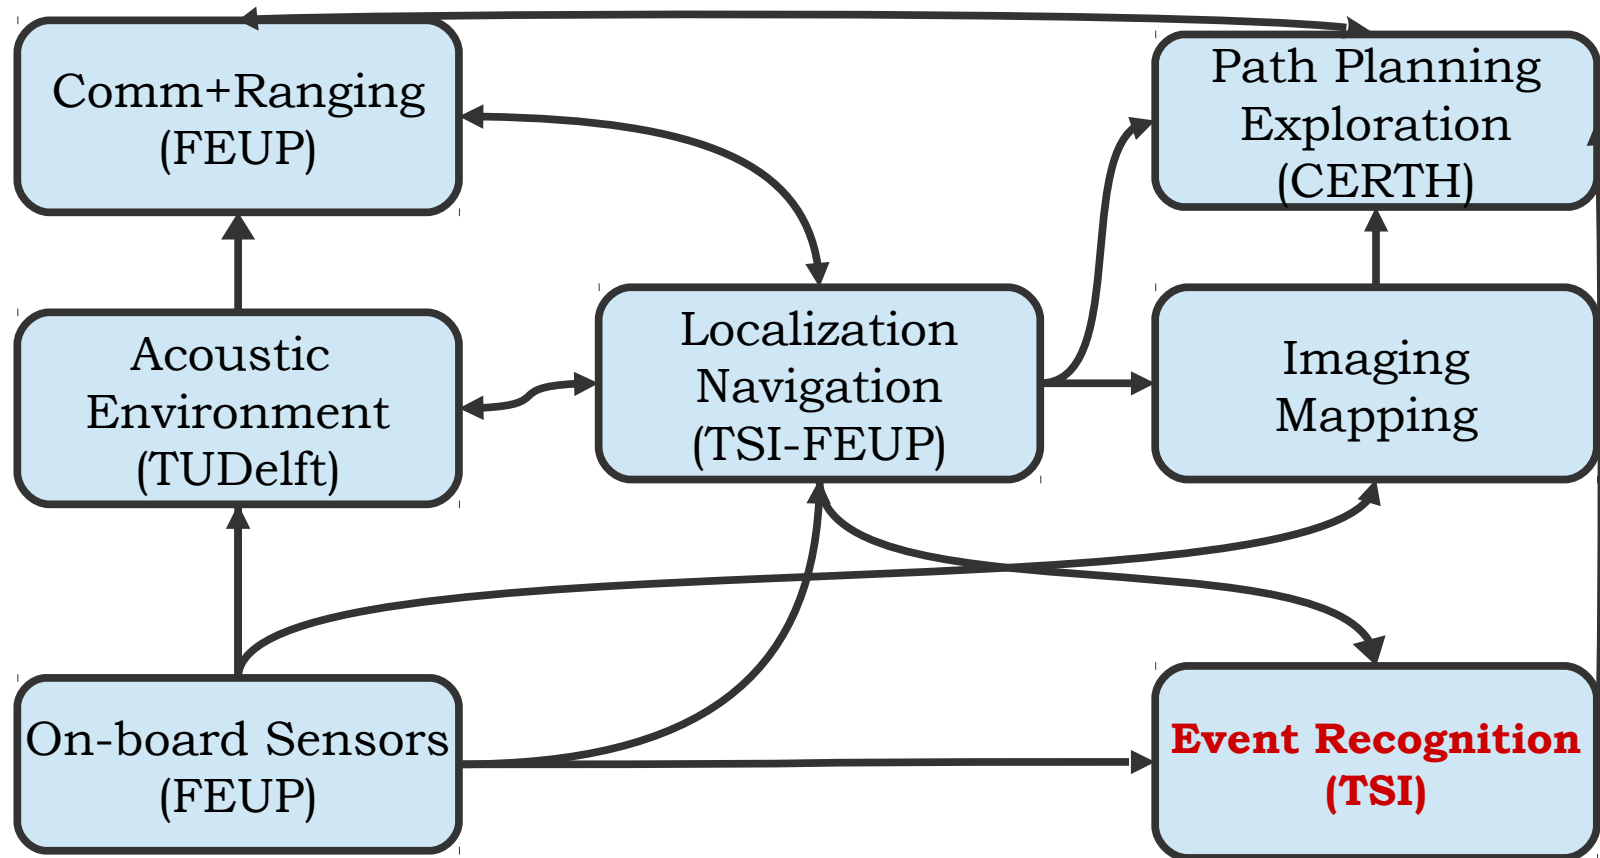 Comm+Ranging
(FEUP)
Path Planning
Exploration
(CERTH)
Acoustic
Environment
(TUDelft)
Localization
Navigation
(TSI-FEUP)
Imaging
Mapping
On-board Sensors
(FEUP)
Event Recognition
(TSI)